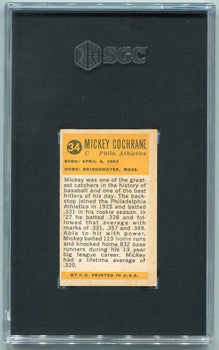 SGC
34
MICKEY COCHRANE
C Phila. Athletics
BORN: APRIL 6, 1903
HOME: BRIDGEWATER, MASS.
Mickey was one of the great-
est catchers in the history of
baseball and one of the best
hitters of his day. The back-
stop joined the Philadelphia
Athletics in 1925 and batted
.331 in his rookie season. In
'27 he batted .338 and fol-
lowed that average with
marks of .331, .357 and .349.
Able to hit with power,
Mickey belted 119 home runs
and knocked home 832 base
runners during his 13 year
big league career. Mickey
had a lifetime average of
.320.
©T.C.G. PRINTED IN U.S.A.